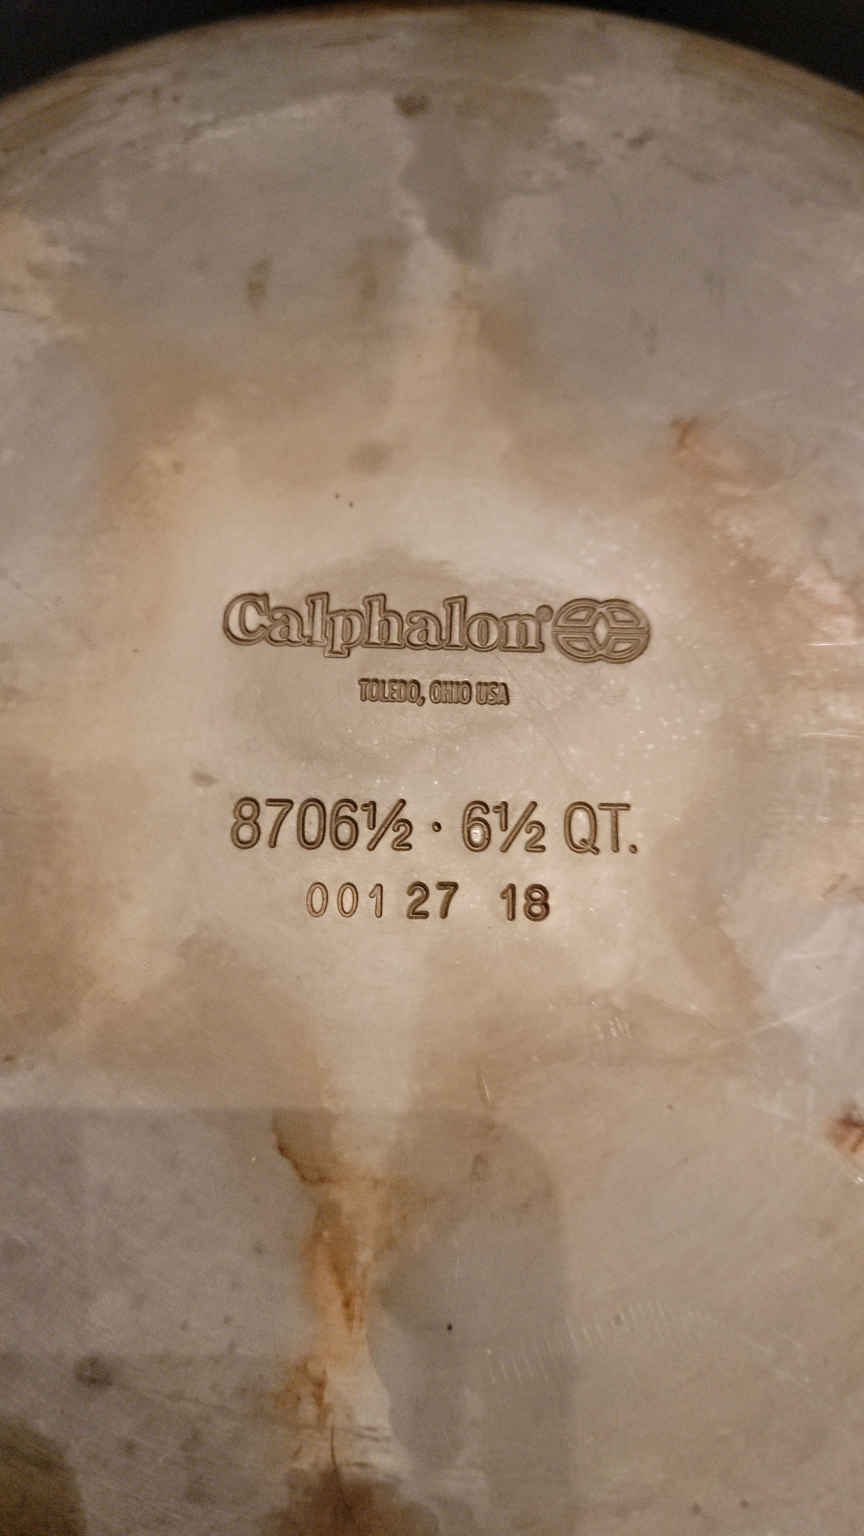 Calphalon®
TOLEDO, OHIO USA
8706½ · 6½ QT.
001 27 18